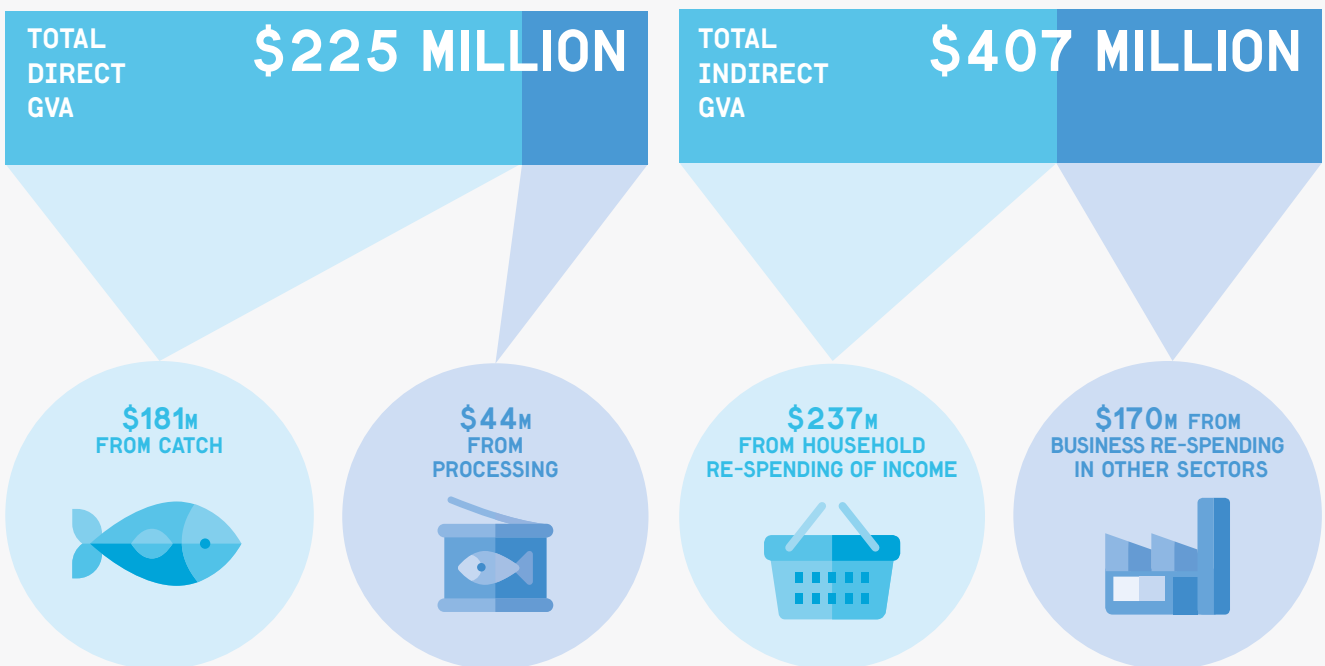 TOTAL
DIRECT
GVA
$225 MILLION
TOTAL
INDIRECT
GVA
$407 MILLION
$181M
FROM CATCH
$44M
FROM
PROCESSING
$237M
FROM HOUSEHOLD
RE-SPENDING OF INCOME
$170M FROM
BUSINESS RE-SPENDING
IN OTHER SECTORS